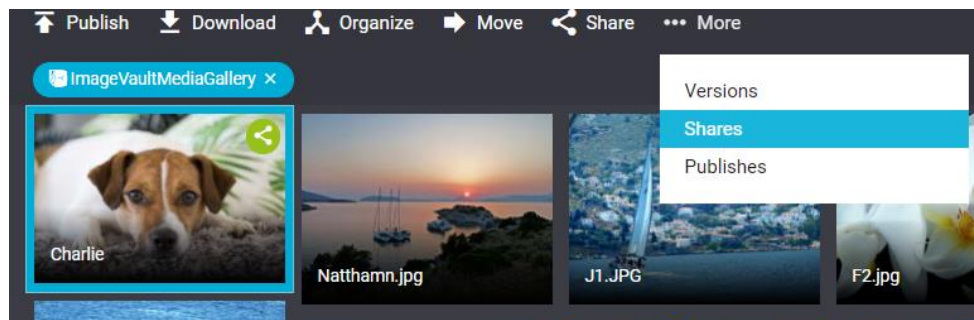 Publish Download Organize Move Share ••• More
ImageVaultMediaGallery ×
Versions
Shares
Publishes
Charlie
Natthamn.jpg
J1.JPG
F2.jpg